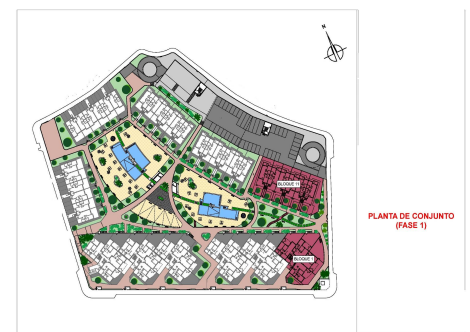 N
BLOQUE 11
PLANTA DE CONJUNTO
(FASE 1)
BLOQUE 1